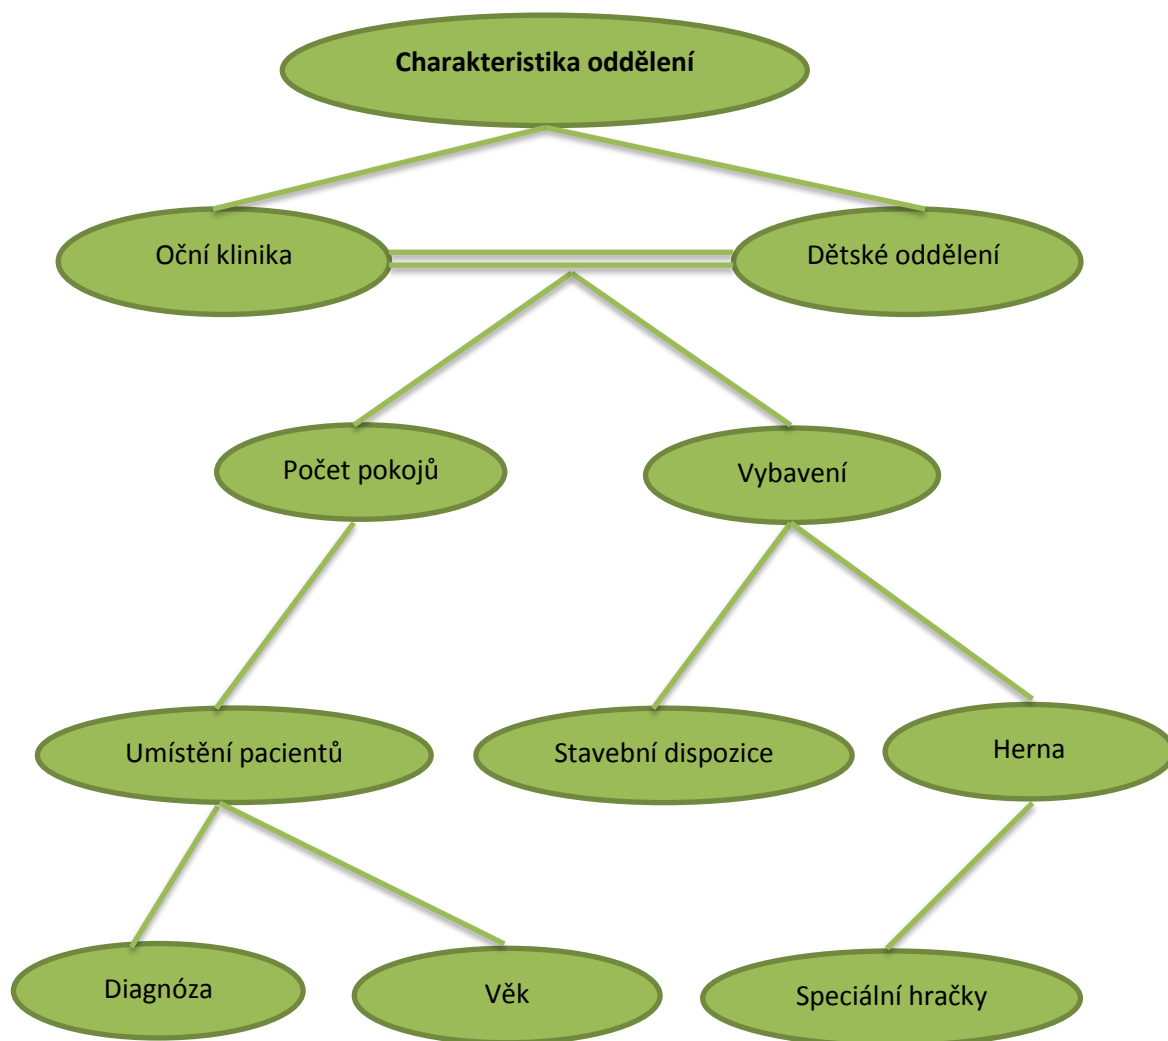 Charakteristika oddělení
Oční klinika
Dětské oddělení
Počet pokojů
Vybavení
Umístění pacientů
Stavební dispozice
Herna
Diagnóza
Věk
Speciální hračky